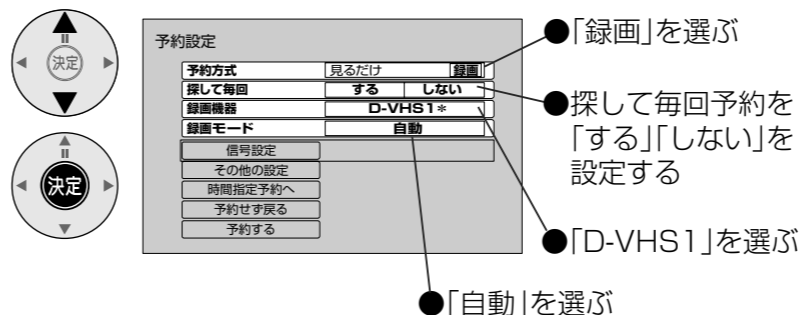 決定
決定
予約設定
予約方式 見るだけ 録画
探して毎回 する しない
録画機器 D-VHS1*
録画モード 自動
信号設定
その他の設定
時間指定予約へ
予約せず戻る
予約する
●「録画」を選ぶ
●探して毎回予約を
「する」「しない」を
設定する
●「D-VHS1」を選ぶ
●「自動」を選ぶ